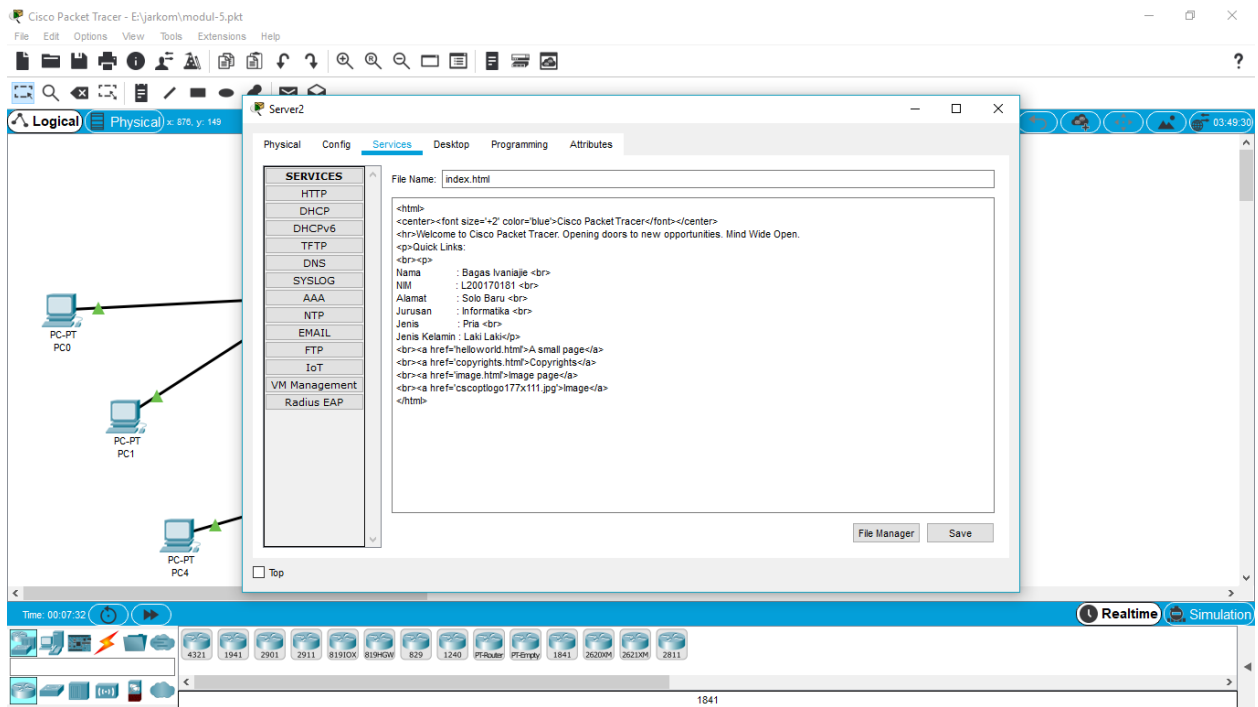 Cisco Packet Tracer - E:\jarkom\modul-5.pkt
File Edit Options View Tools Extensions Help
?
Logical
Physical
x: 876, y: 149
03:49:30
Server2
Physical Config Services Desktop Programming Attributes
SERVICES
HTTP
DHCP
DHCPv6
TFTP
DNS
SYSLOG
AAA
NTP
EMAIL
FTP
IoT
VM Management
Radius EAP
File Name: index.html
<html>
<center><font size='+2' color='blue'>Cisco Packet Tracer</font></center>
<hr>Welcome to Cisco Packet Tracer. Opening doors to new opportunities. Mind Wide Open.
<p>Quick Links:
<br><p>
Nama : Bagas Ivaniajie <br>
NIM : L200170181 <br>
Alamat : Solo Baru <br>
Jurusan : Informatika <br>
Jenis : Pria <br>
Jenis Kelamin : Laki Laki</p>
<br><a href='helloworld.html'>A small page</a>
<br><a href='copyrights.html'>Copyrights</a>
<br><a href='image.html'>Image page</a>
<br><a href='cscoptlogo177x111.jpg'>Image</a>
</html>
File Manager Save
Top
PC-PT
PC0
PC-PT
PC1
PC-PT
PC4
Time: 00:07:32
Realtime
Simulation
4321 1941 2901 2911 819IOX 819HGW 829 1240 PT-Router PT-Empty 1841 2620XM 2621XM 2811
1841